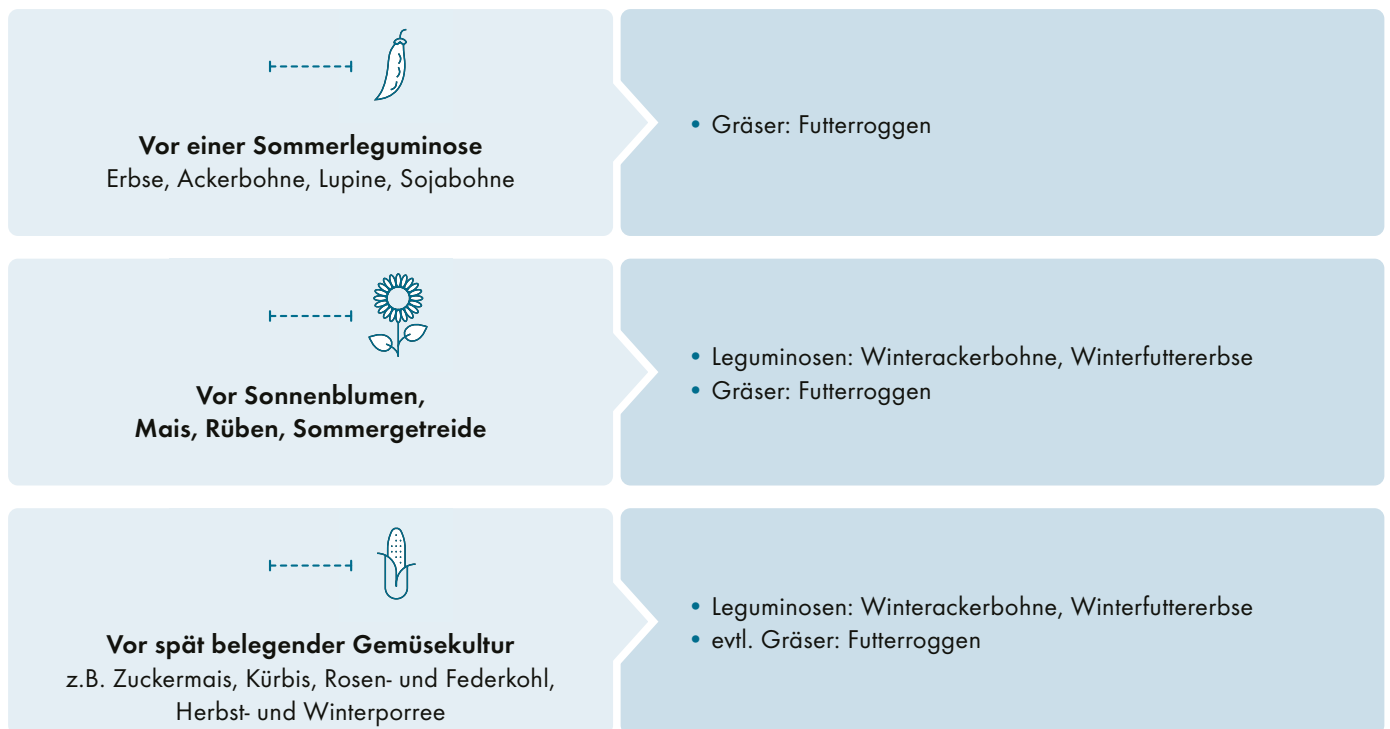 Vor einer Sommerleguminose
Erbse, Ackerbohne, Lupine, Sojabohne
• Gräser: Futterroggen
Vor Sonnenblumen,
Mais, Rüben, Sommergetreide
• Leguminosen: Winterackerbohne, Winterfuttererbse
• Gräser: Futterroggen
Vor spät belegender Gemüsekultur
z.B. Zuckermais, Kürbis, Rosen- und Federkohl,
Herbst- und Winterporree
• Leguminosen: Winterackerbohne, Winterfuttererbse
• evtl. Gräser: Futterroggen